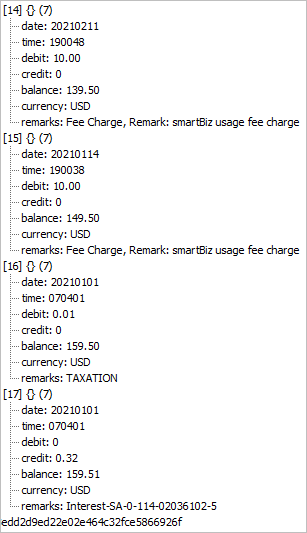 [14] {} (7)
date: 20210211
time: 190048
debit: 10.00
credit: 0
balance: 139.50
currency: USD
remarks: Fee Charge, Remark: smartBiz usage fee charge
[15] {} (7)
date: 20210114
time: 190038
debit: 10.00
credit: 0
balance: 149.50
currency: USD
remarks: Fee Charge, Remark: smartBiz usage fee charge
[16] {} (7)
date: 20210101
time: 070401
debit: 0.01
credit: 0
balance: 159.50
currency: USD
remarks: TAXATION
[17] {} (7)
date: 20210101
time: 070401
debit: 0
credit: 0.32
balance: 159.51
currency: USD
remarks: Interest-SA-0-114-02036102-5
edd2d9ed22e02e464c32fce5866926f